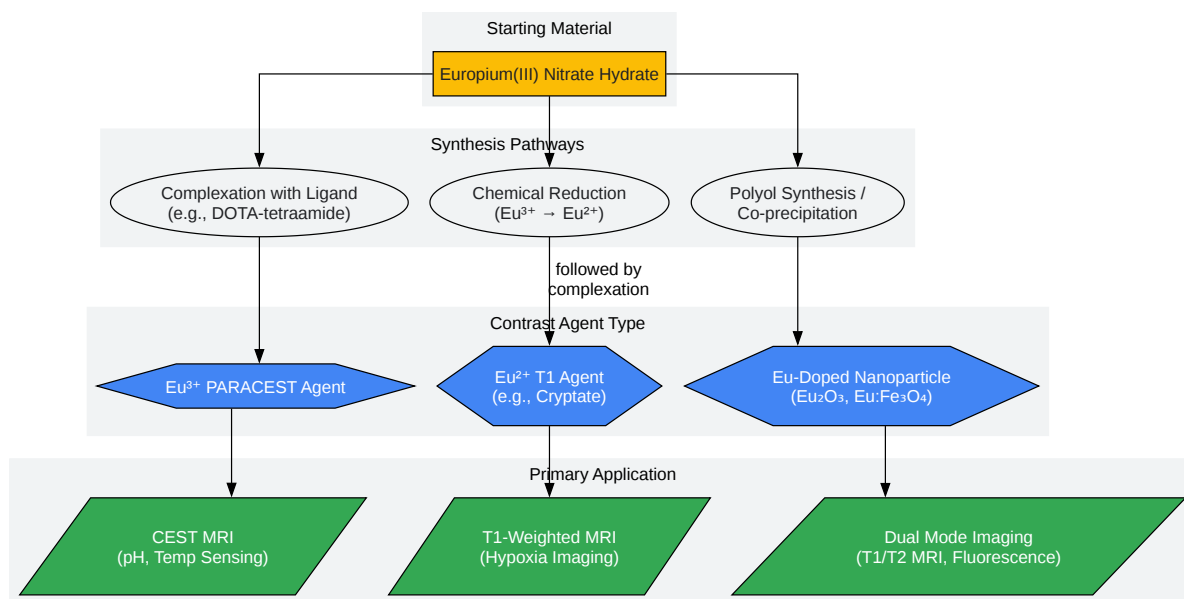 Starting Material
Europium(III) Nitrate Hydrate
Synthesis Pathways
Complexation with Ligand
(e.g., DOTA-tetraamide)
Chemical Reduction
(Eu³⁺ → Eu²⁺)
Polyol Synthesis /
Co-precipitation
followed by
complexation
Contrast Agent Type
Eu³⁺ PARACEST Agent
Eu²⁺ T1 Agent
(e.g., Cryptate)
Eu-Doped Nanoparticle
(Eu₂O₃, Eu:Fe₃O₄)
Primary Application
CEST MRI
(pH, Temp Sensing)
T1-Weighted MRI
(Hypoxia Imaging)
Dual Mode Imaging
(T1/T2 MRI, Fluorescence)